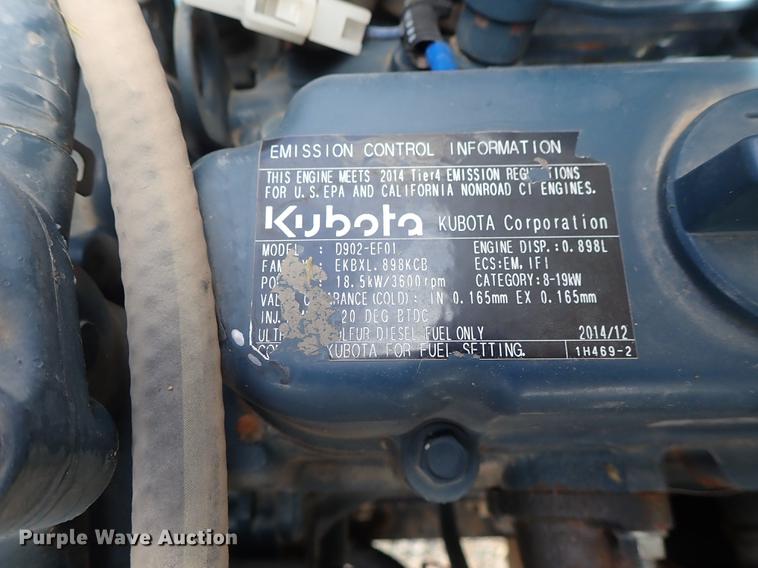 EMISSION CONTROL INFORMATION
THIS ENGINE MEETS 2014 Tier4 EMISSION
FOR U.S. EPA AND CALIFORNIA NONROAD CI ENGINES.
Kubota KUBOTA Corporation
MODEL : D902-EF01 ENGINE DISP.:0.898L
EKBXL.898KCB ECS:EM, IFI
18.5kW/3600rpm CATEGORY:8-19kW
(COLD): IN 0.165mm EX 0.165mm
20 DEG BTDC
DIESEL FUEL ONLY 2014/12
KUBOTA FOR FUEL SETTING. 1H469-2
Purple Wave Auction